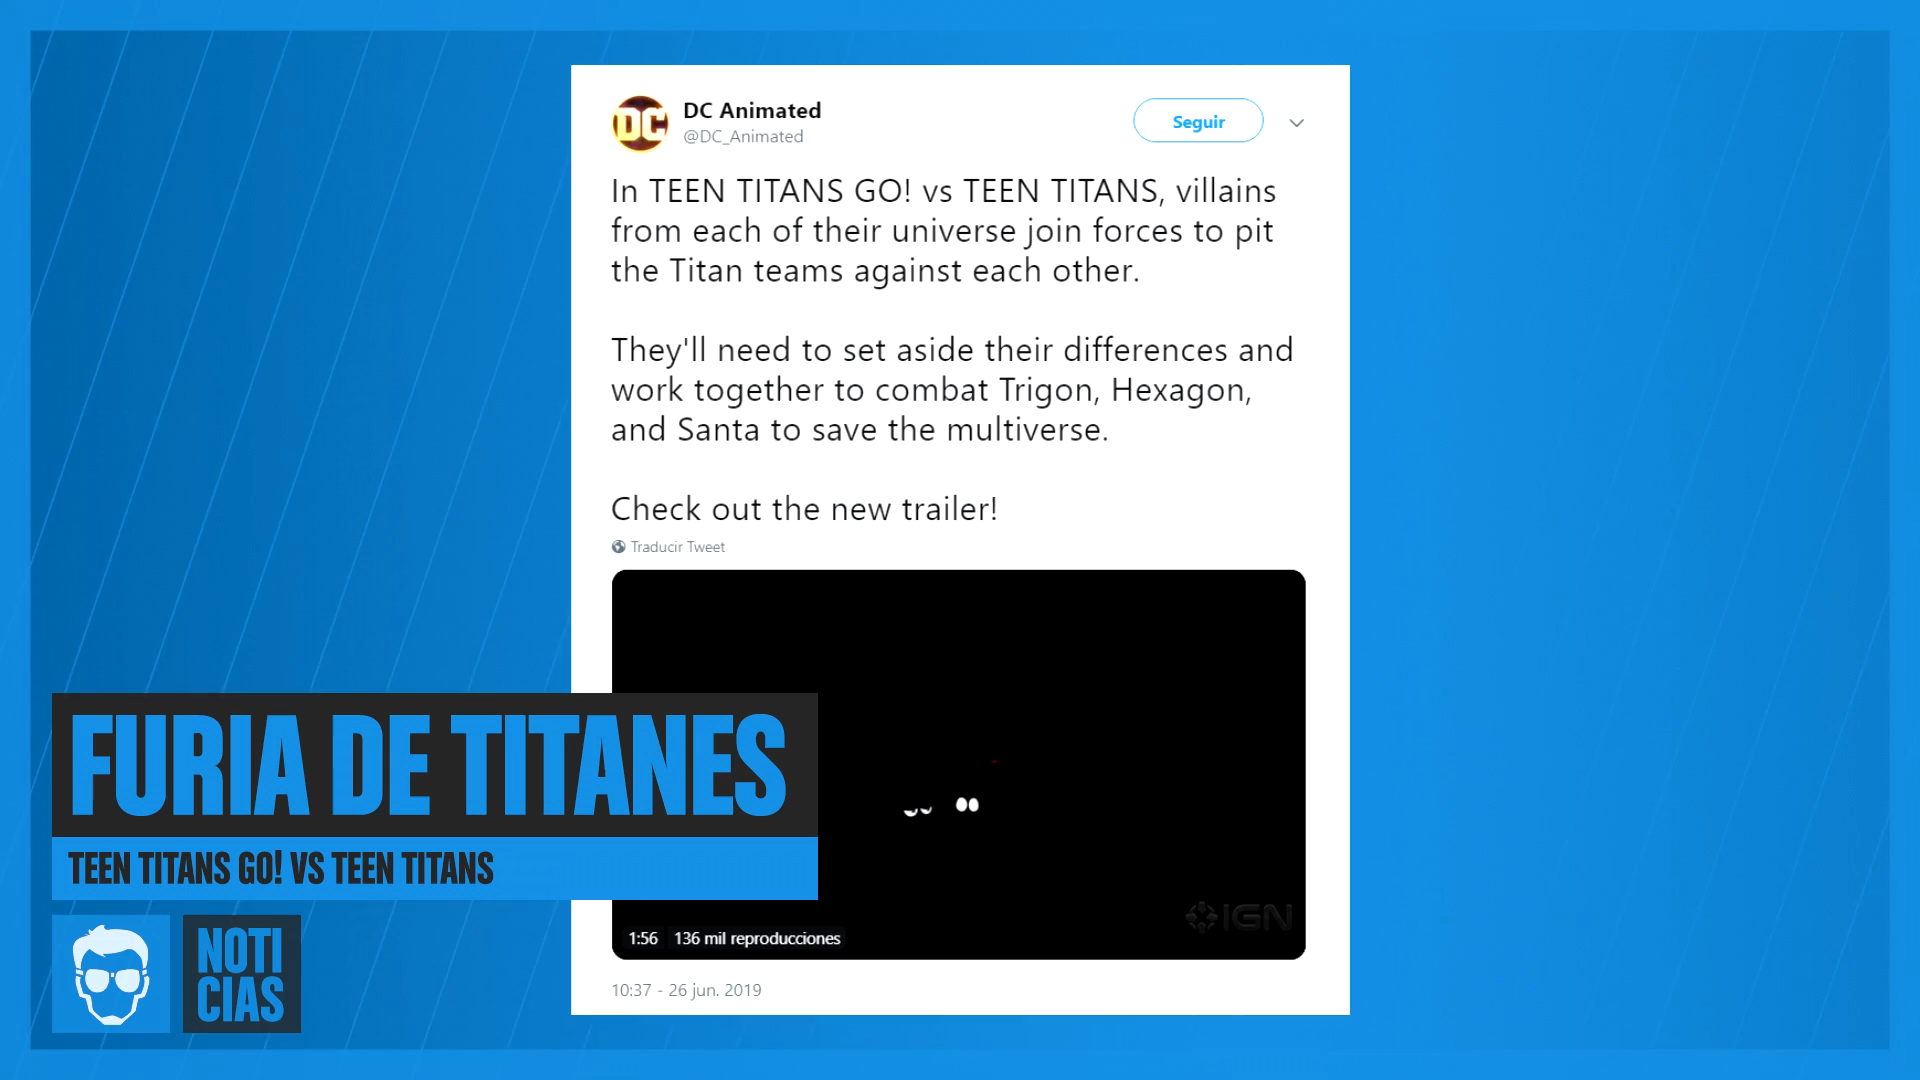 DC
DC Animated
@DC_Animated
Seguir
In TEEN TITANS GO! vs TEEN TITANS, villains
from each of their universe join forces to pit
the Titan teams against each other.
They'll need to set aside their differences and
work together to combat Trigon, Hexagon,
and Santa to save the multiverse.
Check out the new trailer!
Traducir Tweet
FURIA DE TITANES
TEEN TITANS GO! VS TEEN TITANS
IGN
1:56 136 mil reproducciones
NOTI
CIAS
10:37 - 26 jun. 2019